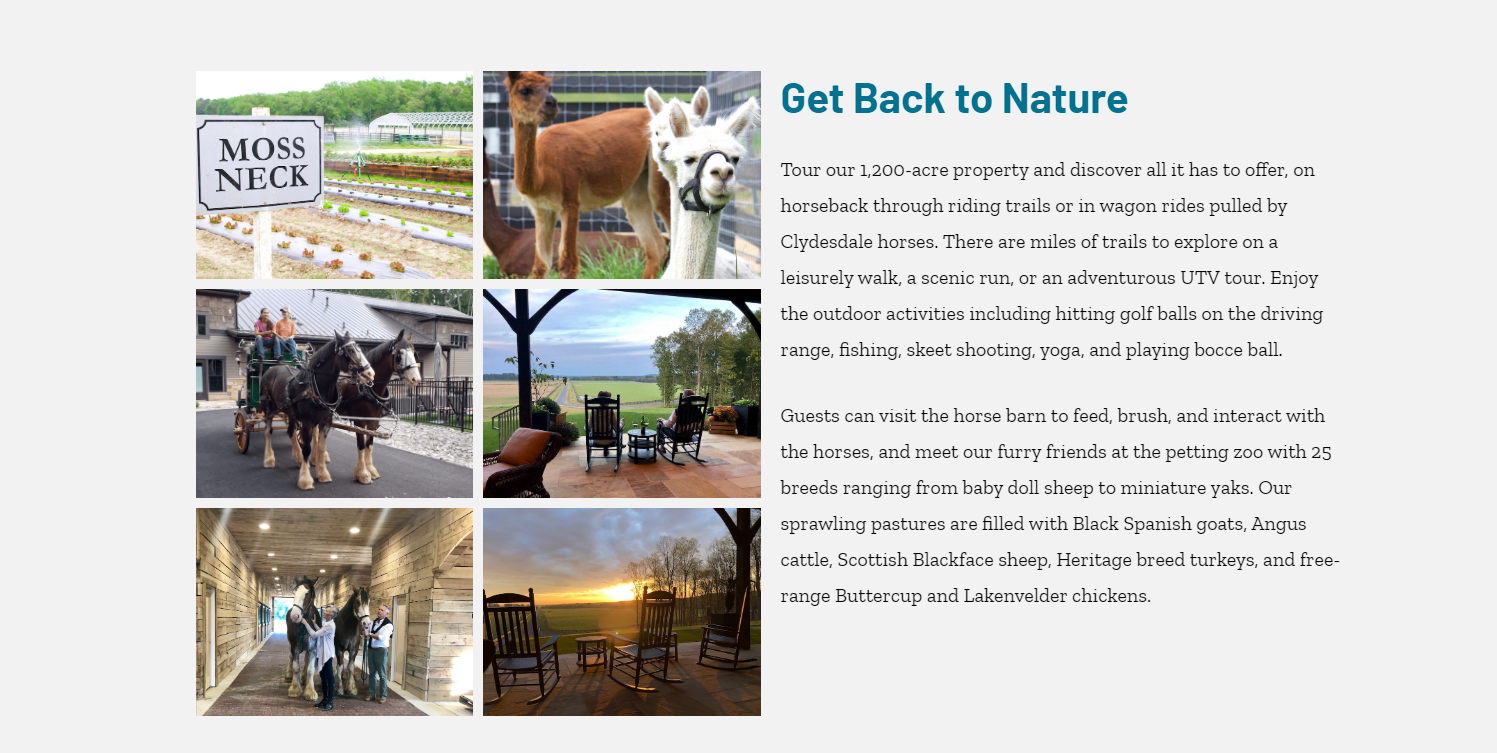 MOSS
NECK
Get Back to Nature
Tour our 1,200-acre property and discover all it has to offer, on
horseback through riding trails or in wagon rides pulled by
Clydesdale horses. There are miles of trails to explore on a
leisurely walk, a scenic run, or an adventurous UTV tour. Enjoy
the outdoor activities including hitting golf balls on the driving
range, fishing, skeet shooting, yoga, and playing bocce ball.
Guests can visit the horse barn to feed, brush, and interact with
the horses, and meet our furry friends at the petting zoo with 25
breeds ranging from baby doll sheep to miniature yaks. Our
sprawling pastures are filled with Black Spanish goats, Angus
cattle, Scottish Blackface sheep, Heritage breed turkeys, and free-
range Buttercup and Lakenvelder chickens.